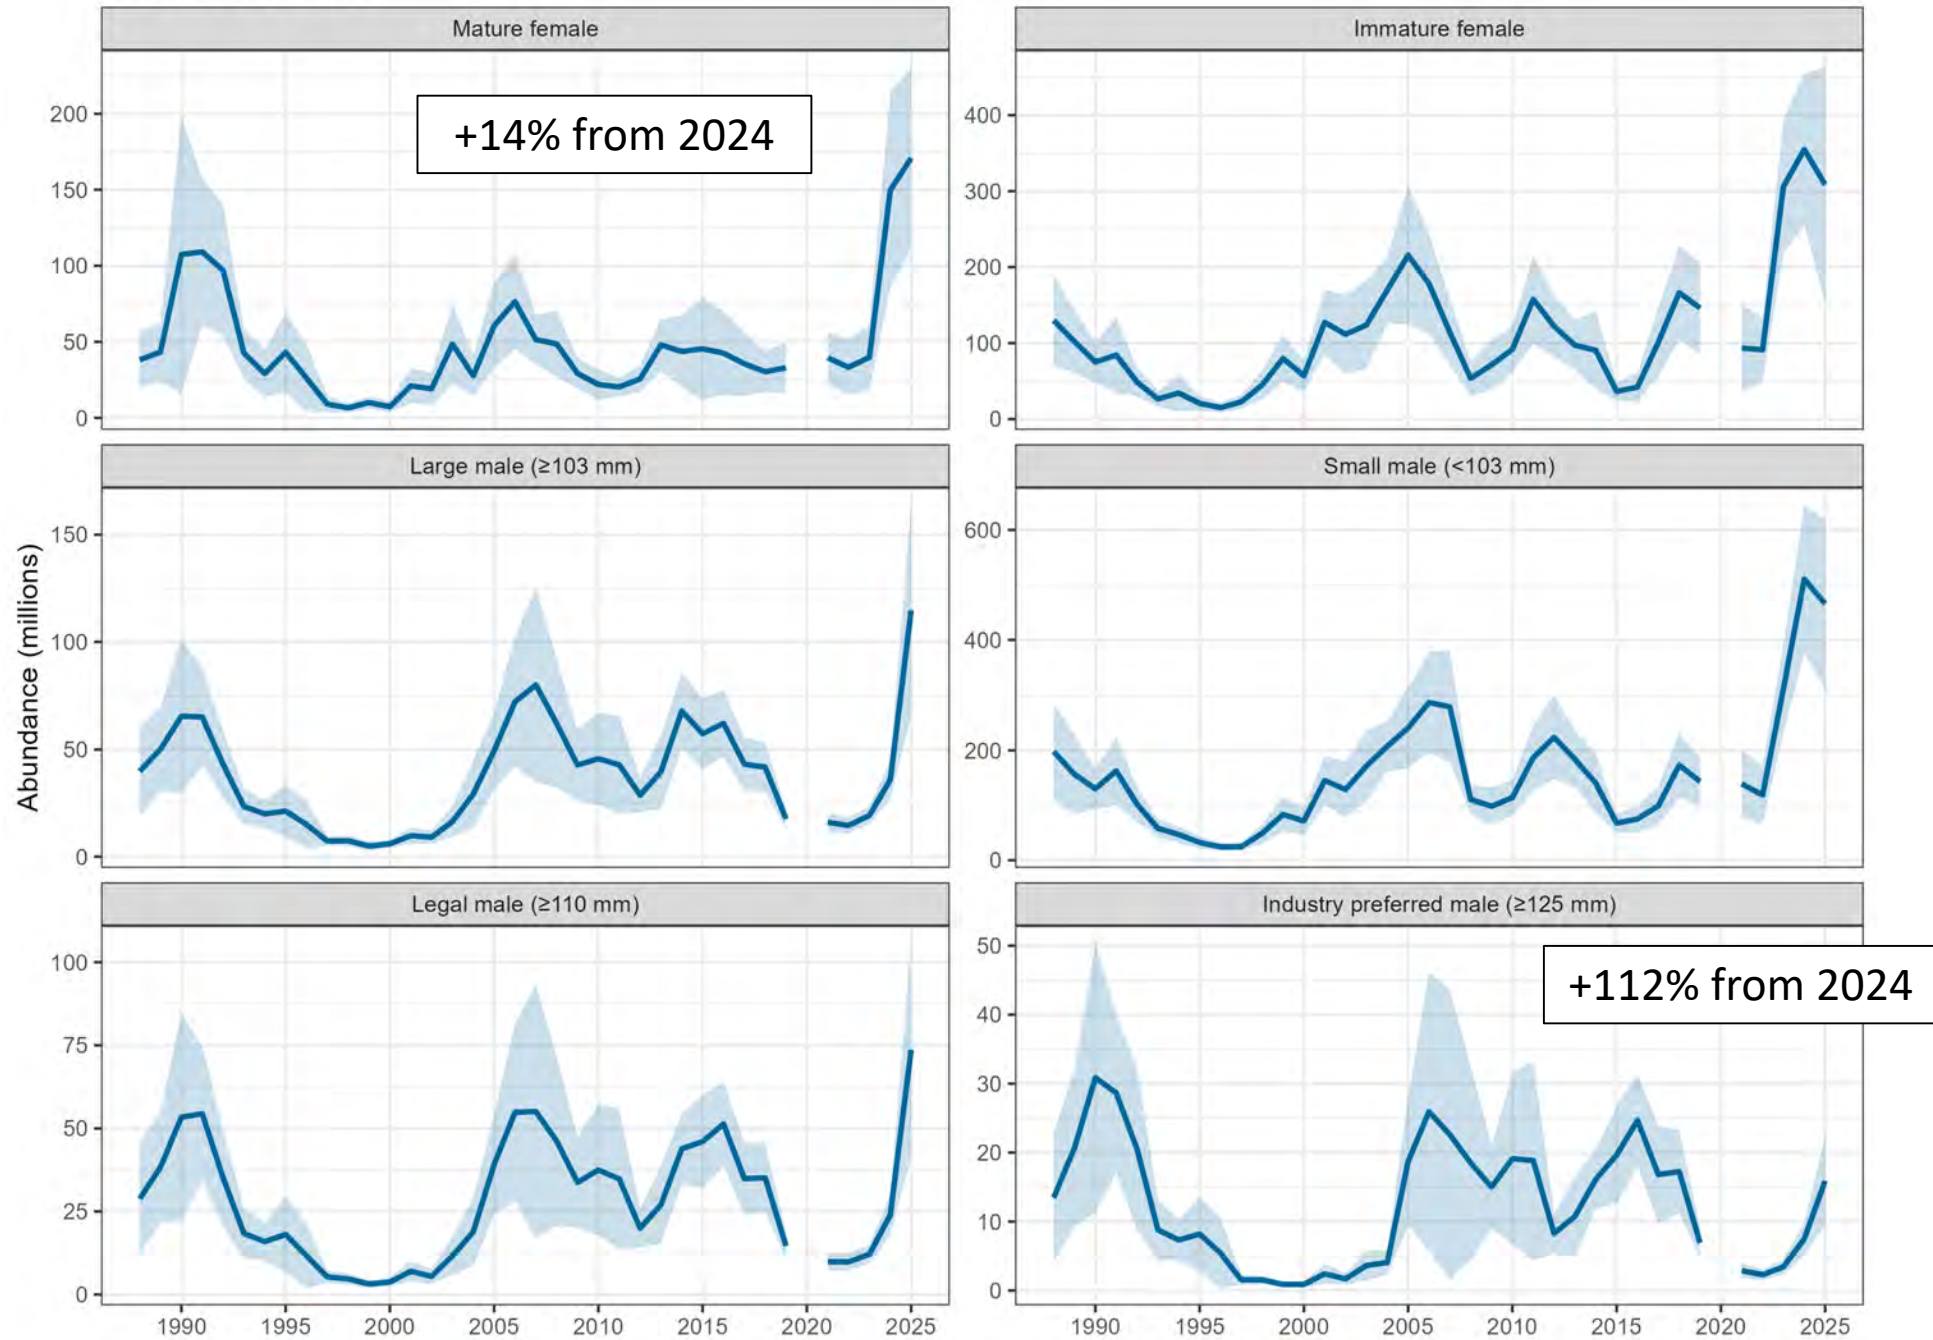 Mature female
Immature female
200
150
100
50
0
+14% from 2024
400
300
200
100
0
Large male (≥103 mm)
Small male (<103 mm)
Abundance (millions)
150
100
50
0
600
400
200
0
Legal male (≥110 mm)
Industry preferred male (≥125 mm)
100
75
50
25
0
50
40
30
20
10
0
+112% from 2024
1990 1995 2000 2005 2010 2015 2020 2025
1990 1995 2000 2005 2010 2015 2020 2025